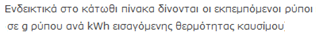 Ενδεικτικά στο κάτωθι πίνακα δίνονται οι εκπεμπόμενοι ρύποι
σε g ρύπου ανά kWh εισαγόμενης θερμότητας καυσίμου